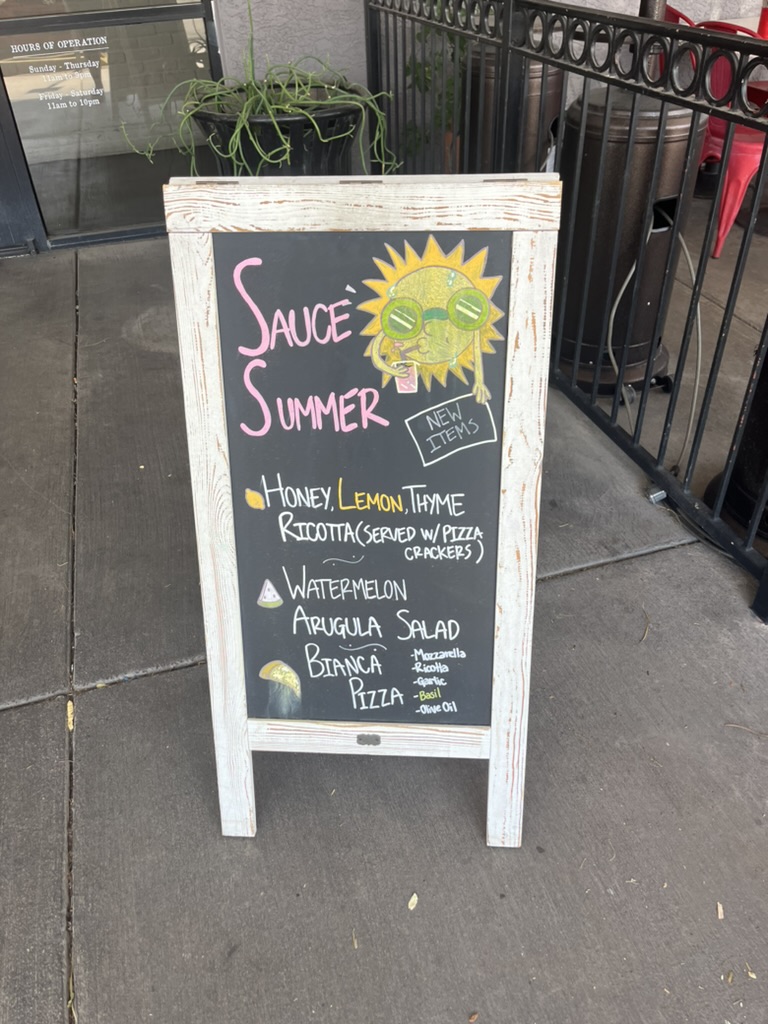 HOURS OF OPERATION
Sunday - Thursday
11am to 9pm
Friday - Saturday
11am to 10pm
SAUCE
SUMMER
NEW
ITEMS
HONEY, LEMON, THYME
RICOTTA (SERVED W/ PIZZA
CRACKERS)
WATERMELON
ARUGULA SALAD
BIANCA
PIZZA
-Mozzarella
-Ricotta
-Garlic
-Basil
-Olive Oil